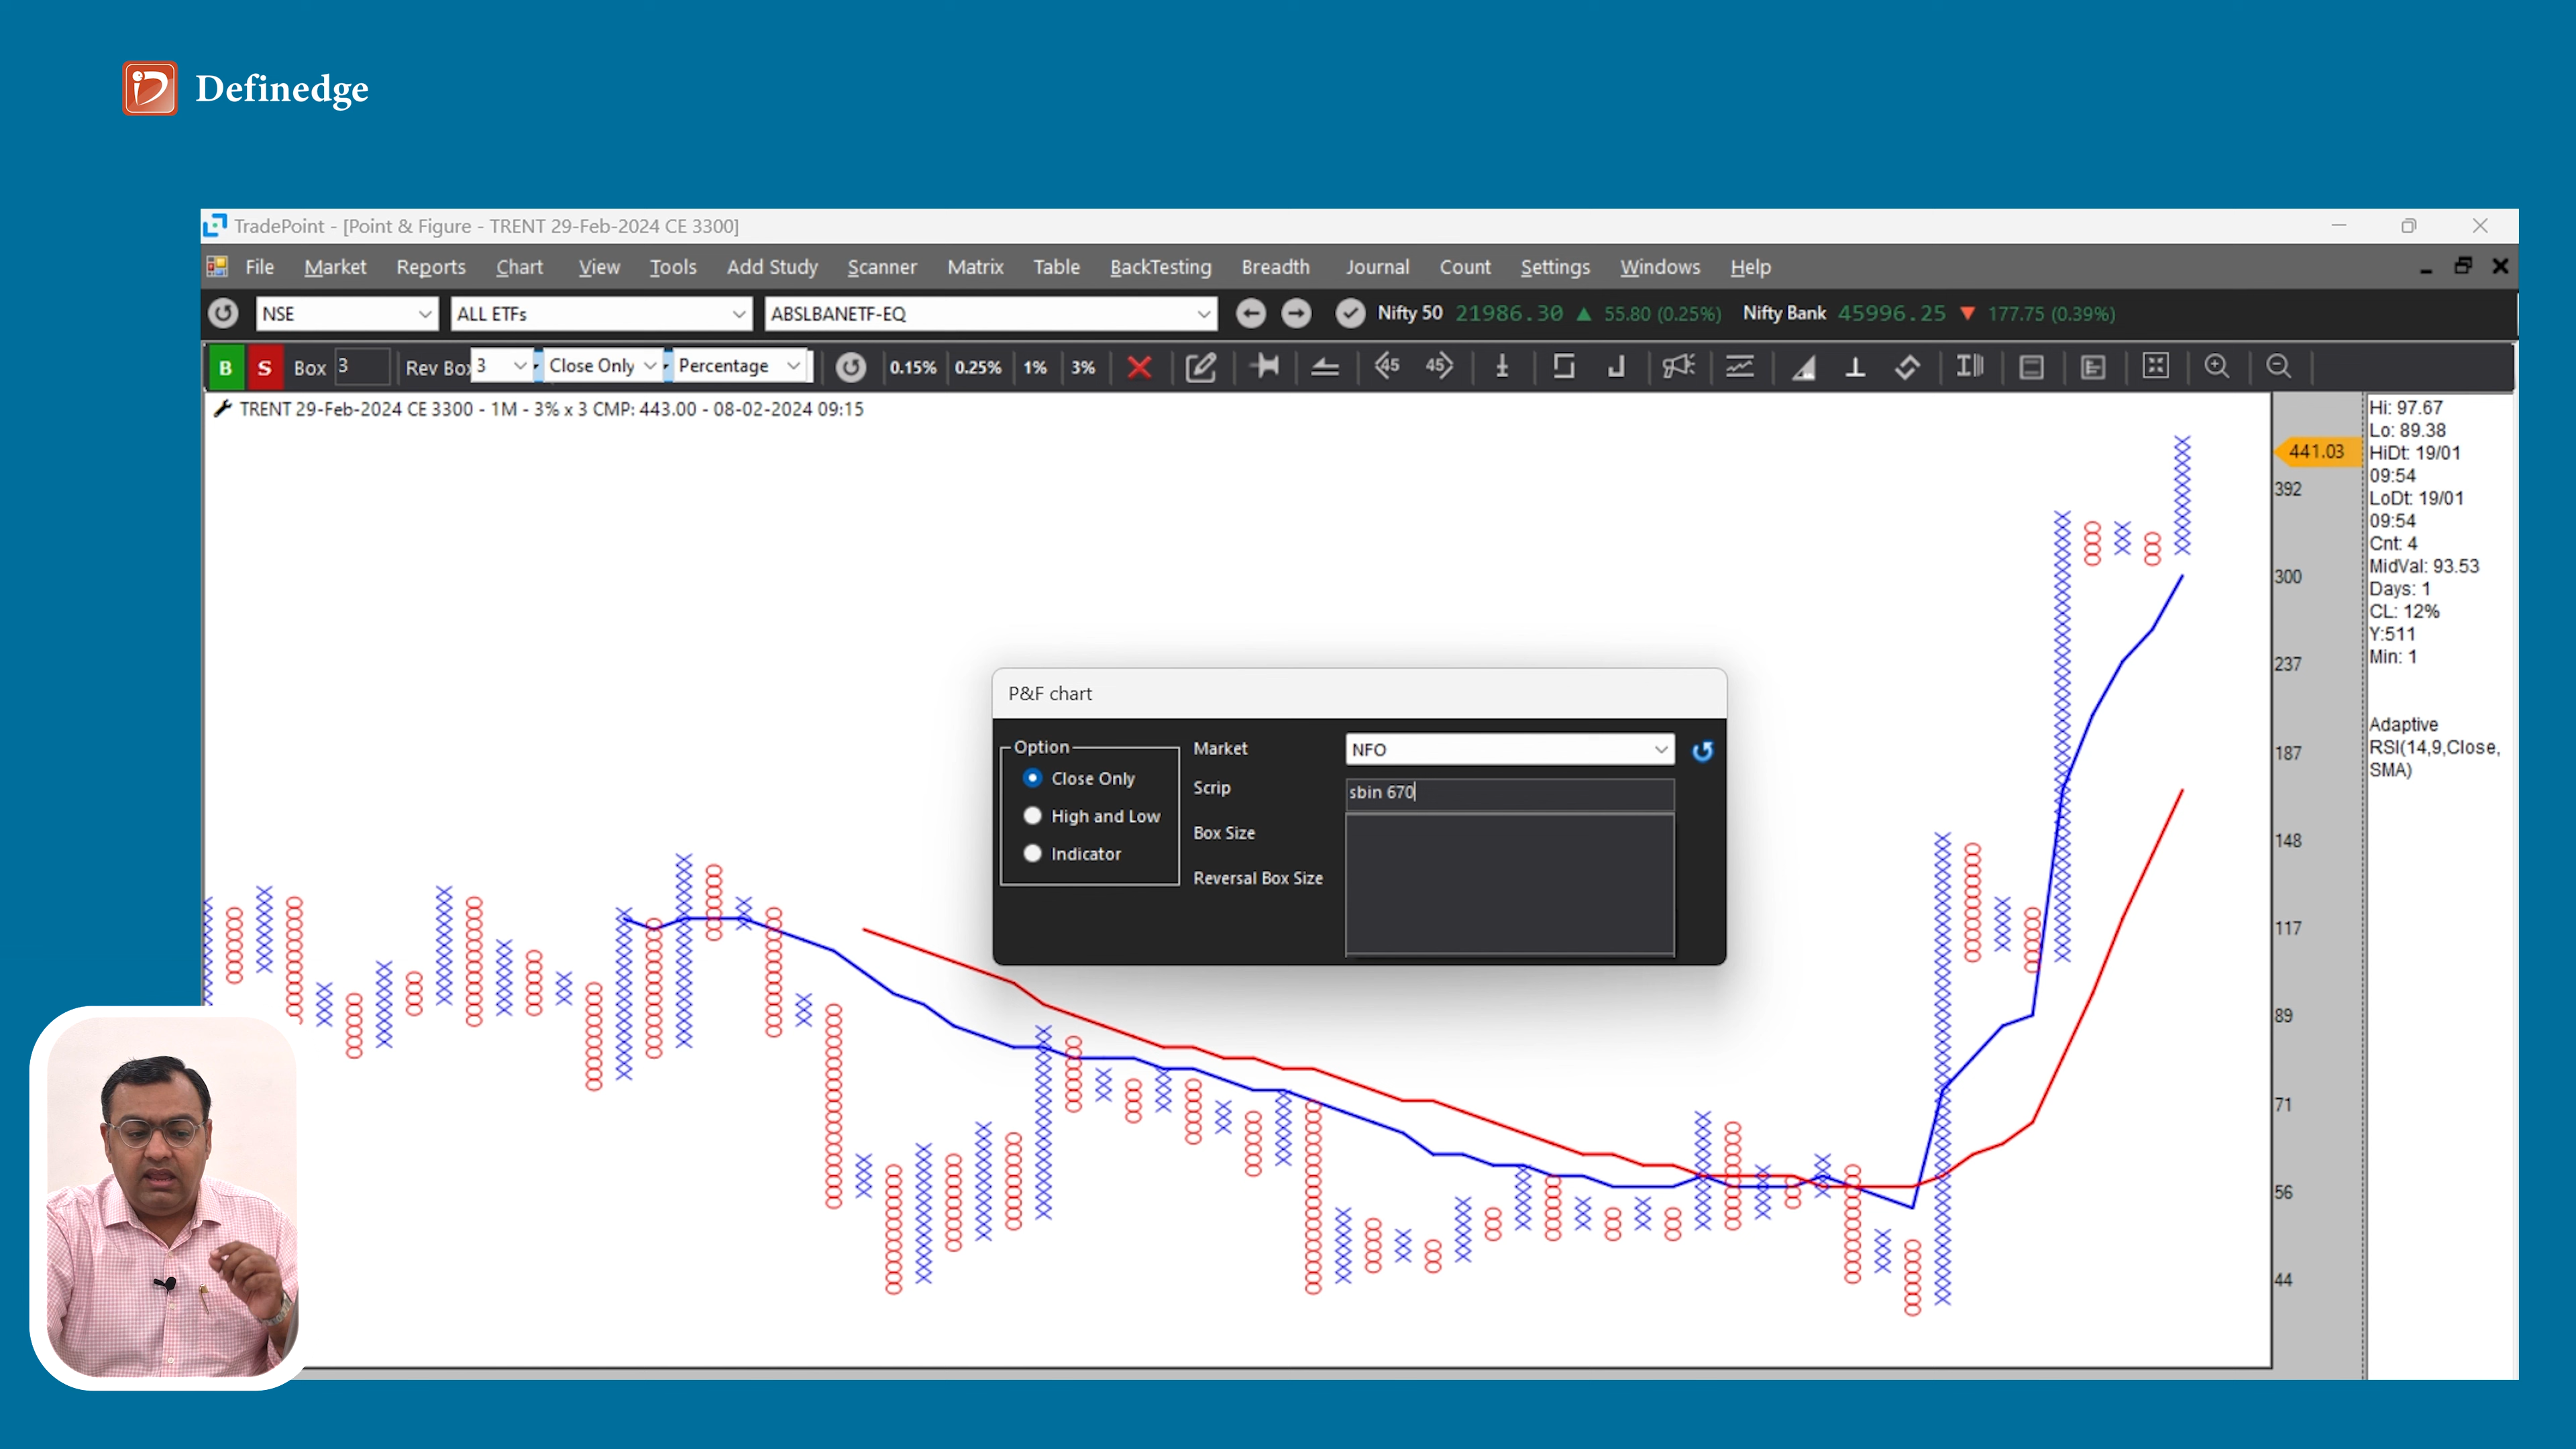 Definedge
TradePoint - [Point & Figure - TRENT 29-Feb-2024 CE 3300]
File Market Reports Chart View Tools Add Study Scanner Matrix Table BackTesting Breadth Journal Count Settings Windows Help
NSE ALL ETFs ABSLBANETF-EQ Nifty 50 21986.30 ▲ 55.80 (0.25%) Nifty Bank 45996.25 ▼ 177.75 (0.39%)
B S Box 3 Rev Box 3 Close Only Percentage 0.15% 0.25% 1% 3% 45 45
TRENT 29-Feb-2024 CE 3300 - 1M - 3% x 3 CMP: 443.00 - 08-02-2024 09:15
441.03
392
300
237
187
148
117
89
71
56
44
Hi: 97.67
Lo: 89.38
HiDt: 19/01
09:54
LoDt: 19/01
09:54
Cnt: 4
MidVal: 93.53
Days: 1
CL: 12%
Y:511
Min: 1
Adaptive
RSI(14,9,Close,
SMA)
P&F chart
Option
Close Only
High and Low
Indicator
Market NFO
Scrip sbin 670
Box Size
Reversal Box Size